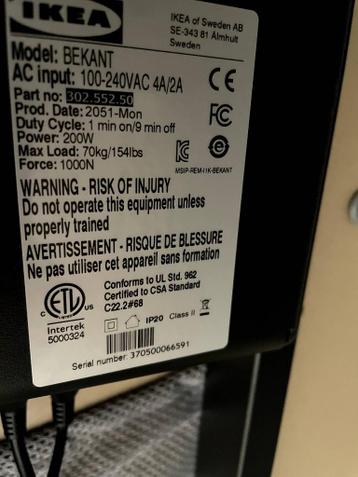 IKEA
IKEA of Sweden AB
SE-343 81 Älmhult
Sweden
Model: BEKANT
AC input: 100-240VAC 4A/2A
Part no: 302.552.50
Prod. Date: 2051-Mon
Duty Cycle: 1 min on/9 min off
Power: 200W
Max Load: 70kg/154lbs
Force: 1000N
CE
FC
MSIP-REM-I1K-BEKANT
WARNING - RISK OF INJURY
Do not operate this equipment unless
properly trained
AVERTISSEMENT - RISQUE DE BLESSURE
Ne pas utiliser cet appareil sans formation
C ETL US
Intertek
5000324
Conforms to UL Std. 962
Certified to CSA Standard
C22.2#68
IP20 Class II
Serial number: 370500066591